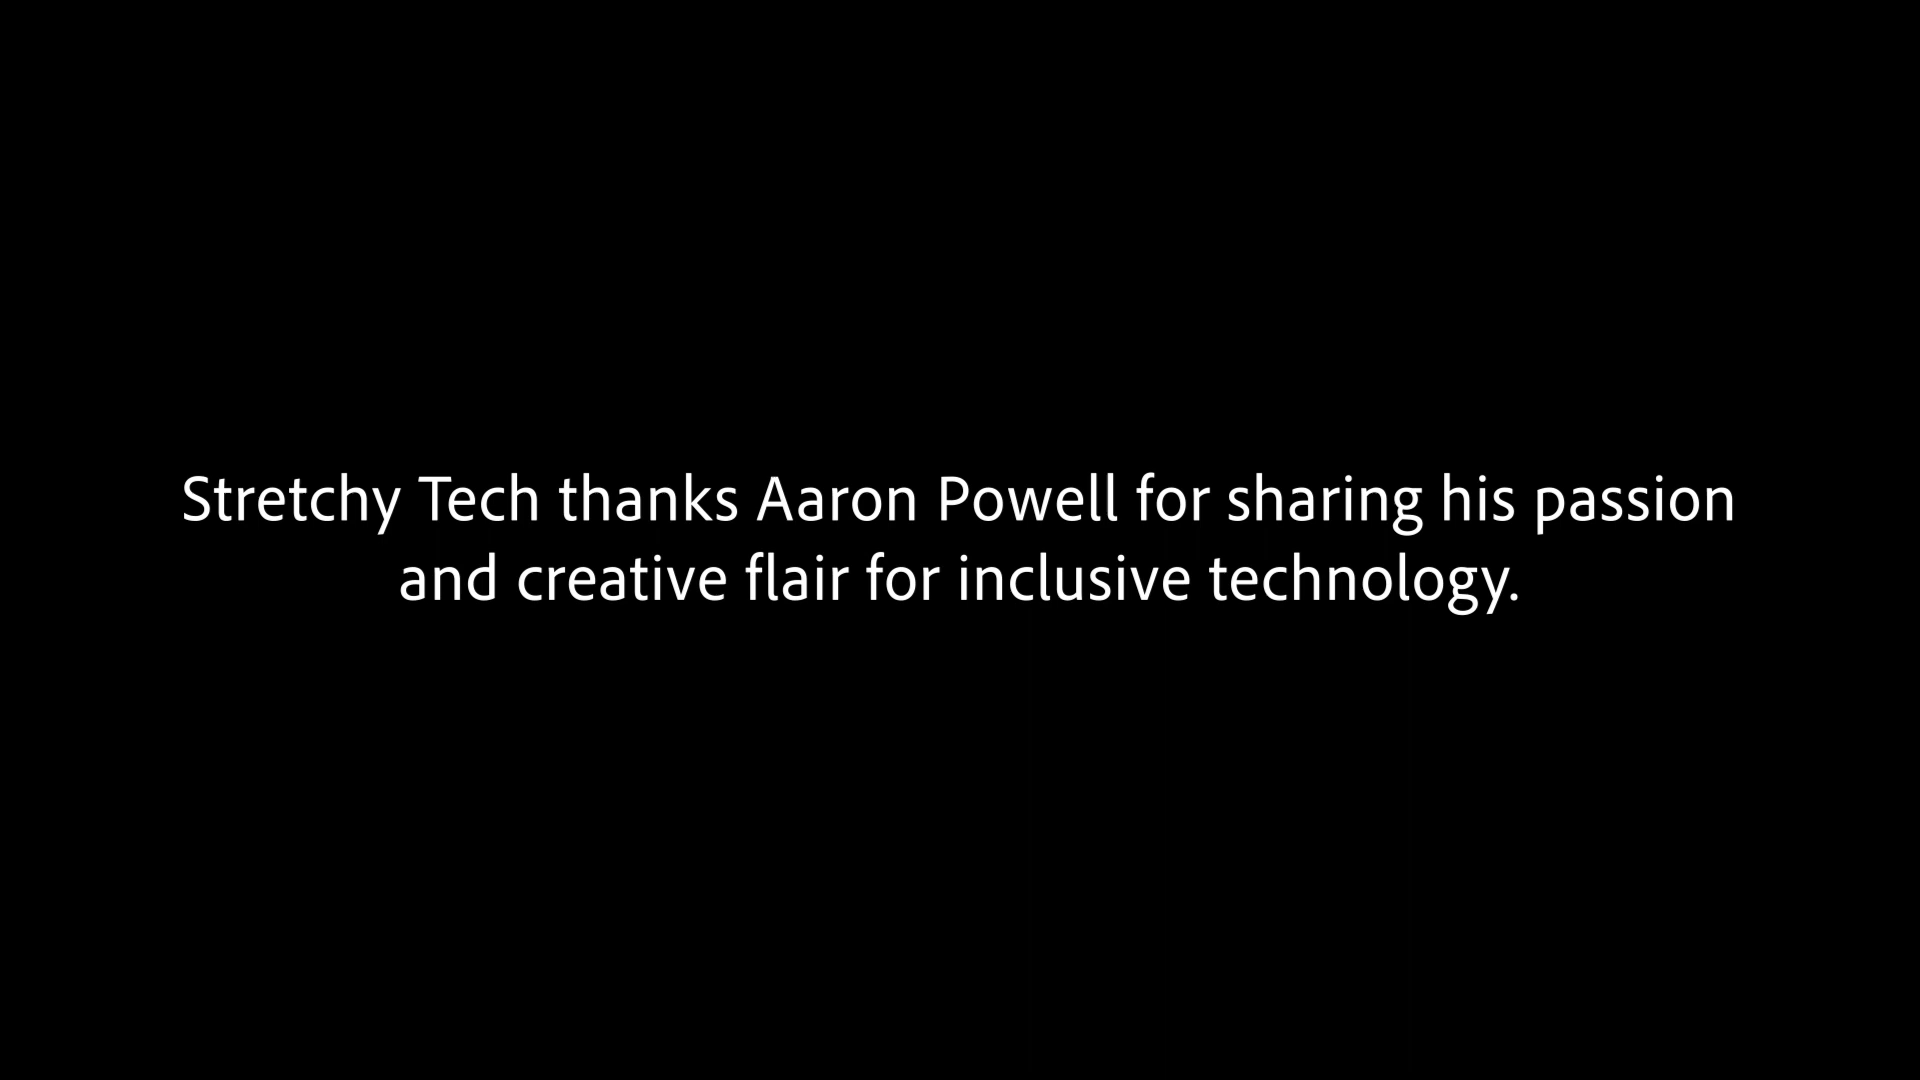 Stretchy Tech thanks Aaron Powell for sharing his passion
and creative flair for inclusive technology.